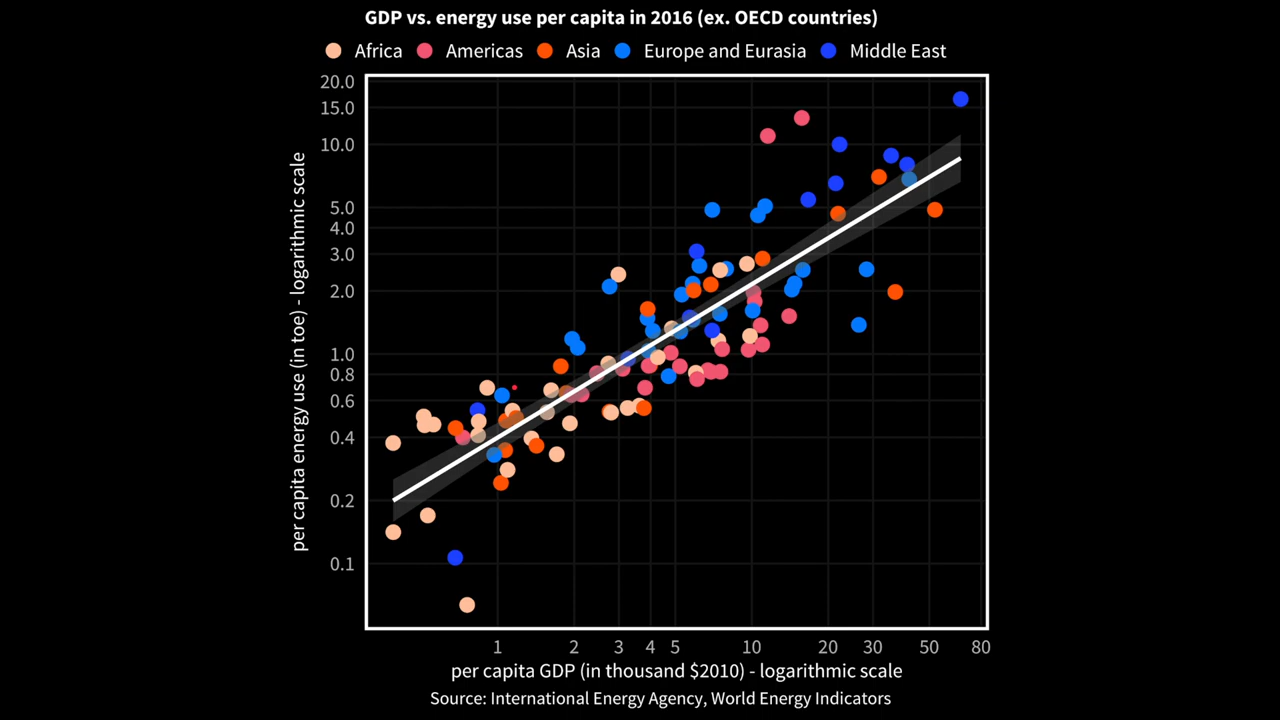 GDP vs. energy use per capita in 2016 (ex. OECD countries)
Africa Americas Asia Europe and Eurasia Middle East
per capita energy use (in toe) - logarithmic scale
20.0
15.0
10.0
5.0
4.0
3.0
2.0
1.0
0.8
0.6
0.4
0.2
0.1
1 2 3 4 5 10 20 30 50 80
per capita GDP (in thousand $2010) - logarithmic scale
Source: International Energy Agency, World Energy Indicators